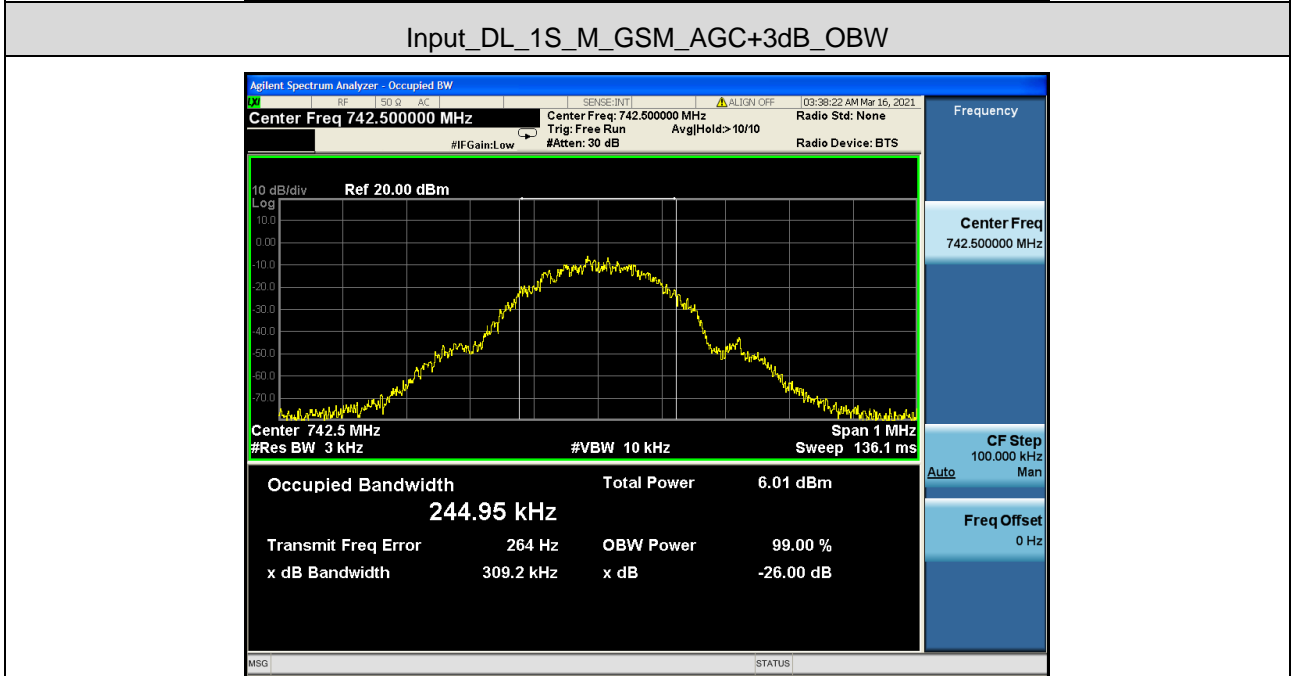 Input_DL_1S_M_GSM_AGC+3dB_OBW
Agilent Spectrum Analyzer - Occupied BW
LXI RF 50 Ω AC SENSE:INT ALIGN OFF 03:38:22 AM Mar 16, 2021
Center Freq 742.500000 MHz
Center Freq: 742.500000 MHz
Radio Std: None
Trig: Free Run Avg|Hold:>10/10
#IFGain:Low #Atten: 30 dB Radio Device: BTS
10 dB/div Ref 20.00 dBm
Log
10.0
0.00
-10.0
-20.0
-30.0
-40.0
-50.0
-60.0
-70.0
Center 742.5 MHz Span 1 MHz
#Res BW 3 kHz #VBW 10 kHz Sweep 136.1 ms
Occupied Bandwidth Total Power 6.01 dBm
244.95 kHz
Transmit Freq Error 264 Hz OBW Power 99.00 %
x dB Bandwidth 309.2 kHz x dB -26.00 dB
Frequency
Center Freq
742.500000 MHz
CF Step
100.000 kHz
Auto Man
Freq Offset
0 Hz
MSG STATUS